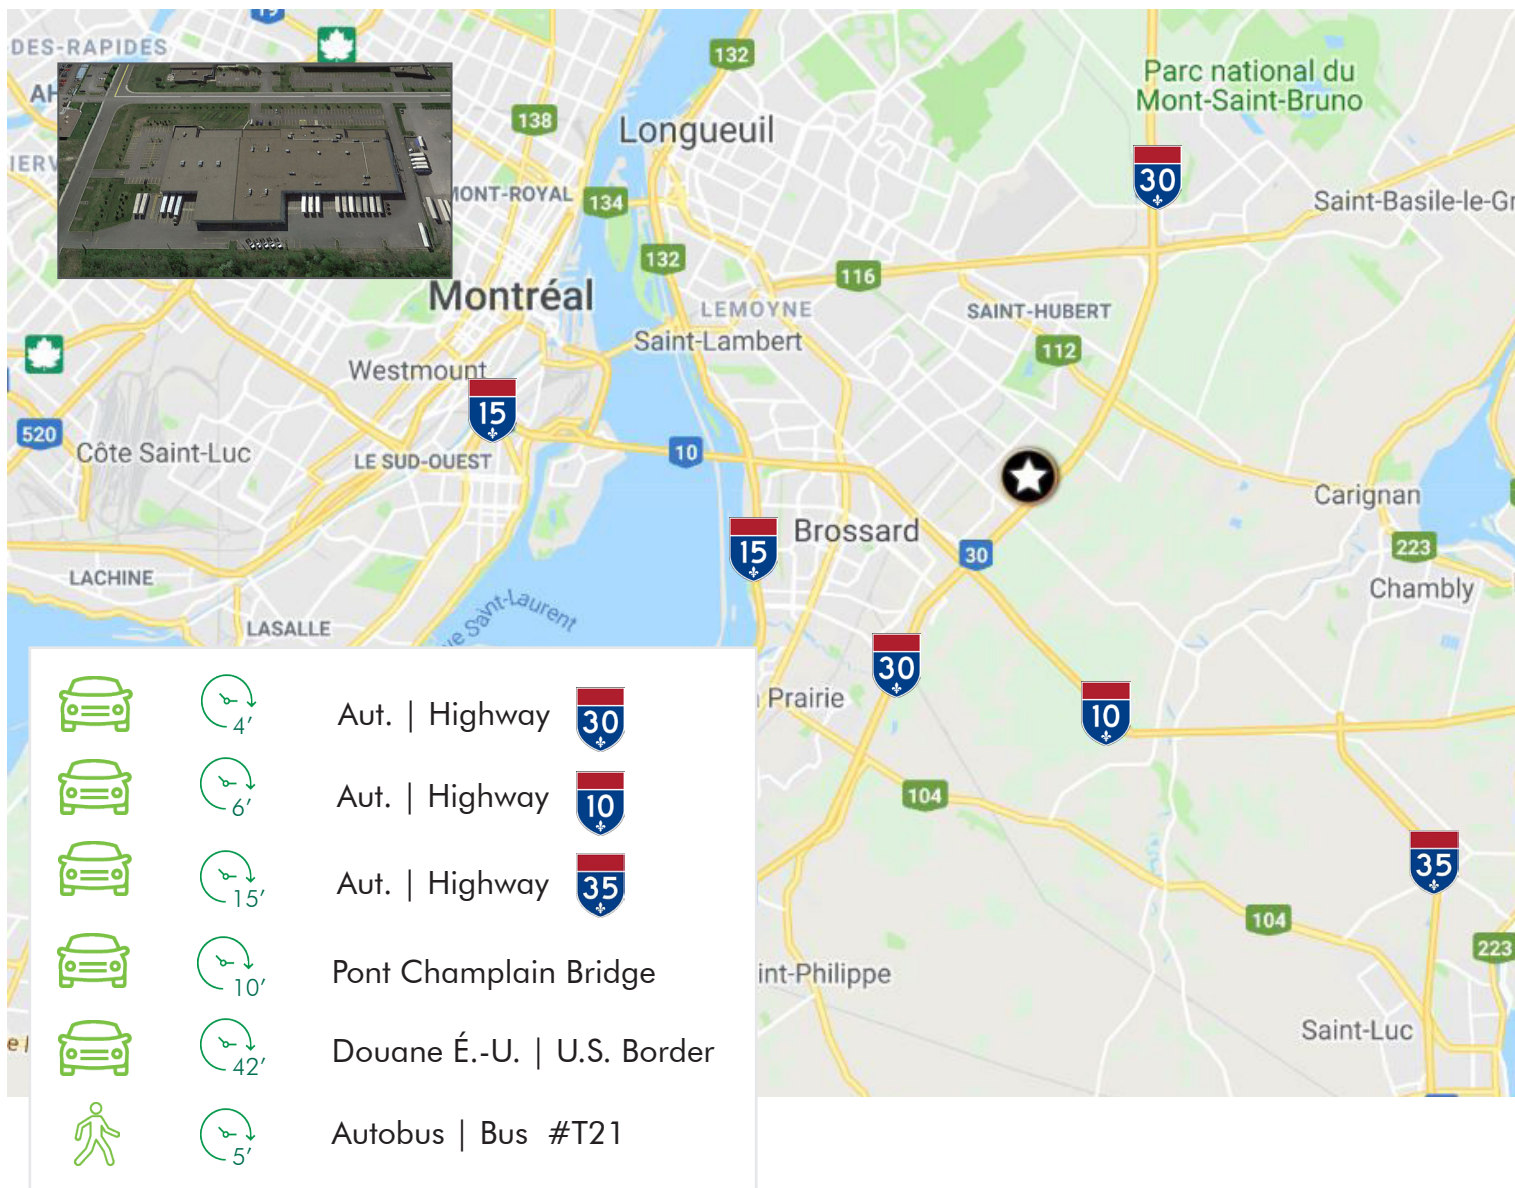 19
DES-RAPIDES
132
Parc national du
Mont-Saint-Bruno
138
Longueuil
30
MONT-ROYAL
134
Saint-Basile-le-Gr
132
116
Montréal
LEMOYNE
SAINT-HUBERT
Saint-Lambert
112
Westmount
15
520
Côte Saint-Luc
LE SUD-OUEST
10
Carignan
15
Brossard
30
223
LACHINE
Chambly
Saint-Laurent
LASALLE
30
Prairie
10
104
35
104
223
int-Philippe
Saint-Luc
4’ Aut. | Highway 30
6’ Aut. | Highway 10
15’ Aut. | Highway 35
10’ Pont Champlain Bridge
42’ Douane É.-U. | U.S. Border
5’ Autobus | Bus #T21